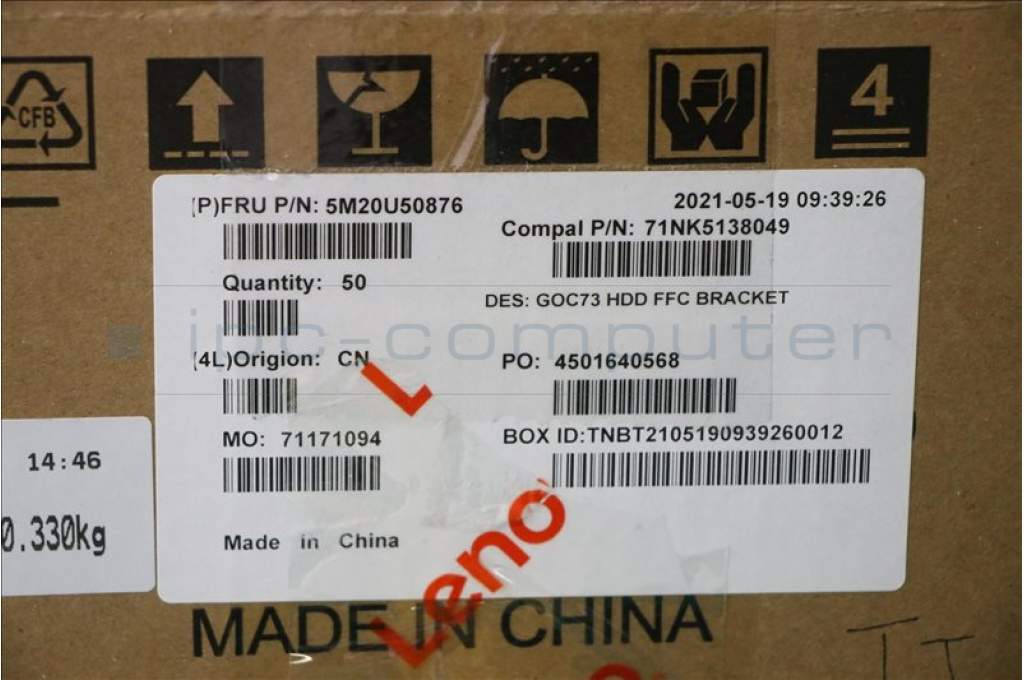 CFB
4
(P)FRU P/N: 5M20U50876
2021-05-19 09:39:26
Compal P/N: 71NK5138049
Quantity: 50
DES: GOC73 HDD FFC BRACKET
ipc-computer
(4L)Origion: CN
PO: 4501640568
L
MO: 71171094
BOX ID:TNBT2105190939260012
14:46
0.330kg
Made in China
Leno
MADE IN CHINA